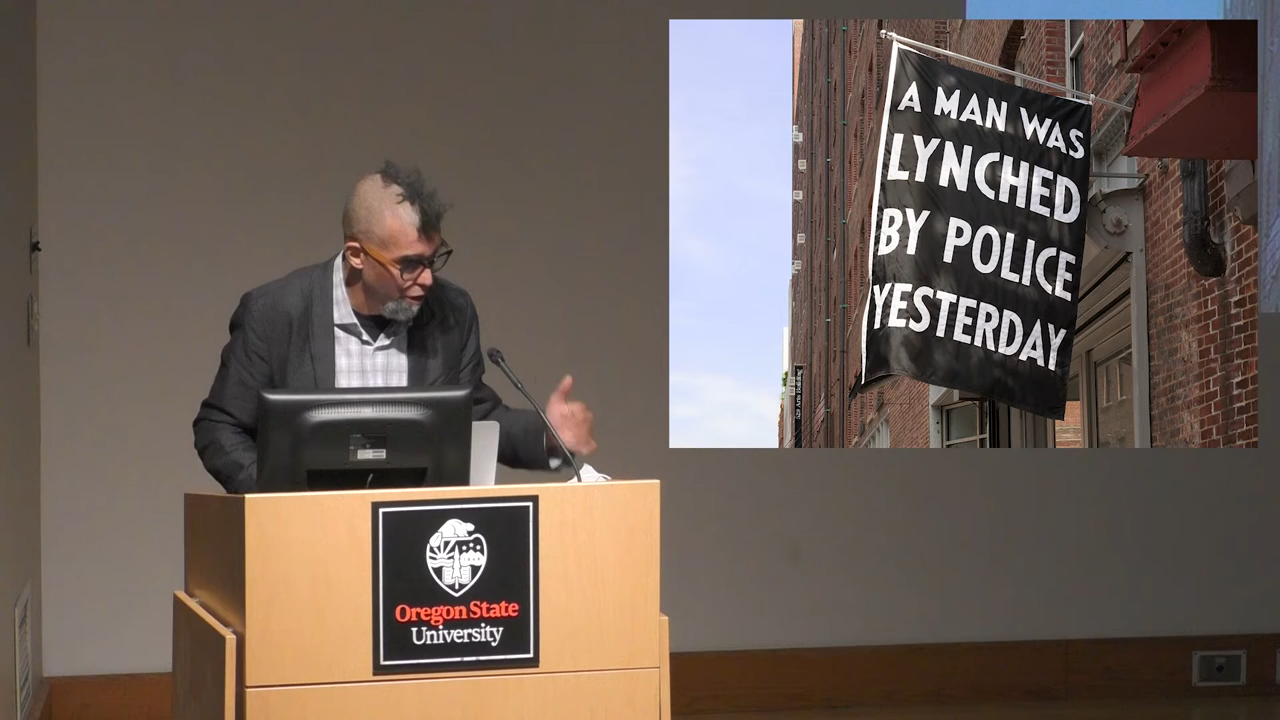 A MAN WAS
LYNCHED
BY POLICE
YESTERDAY
Oregon State
University